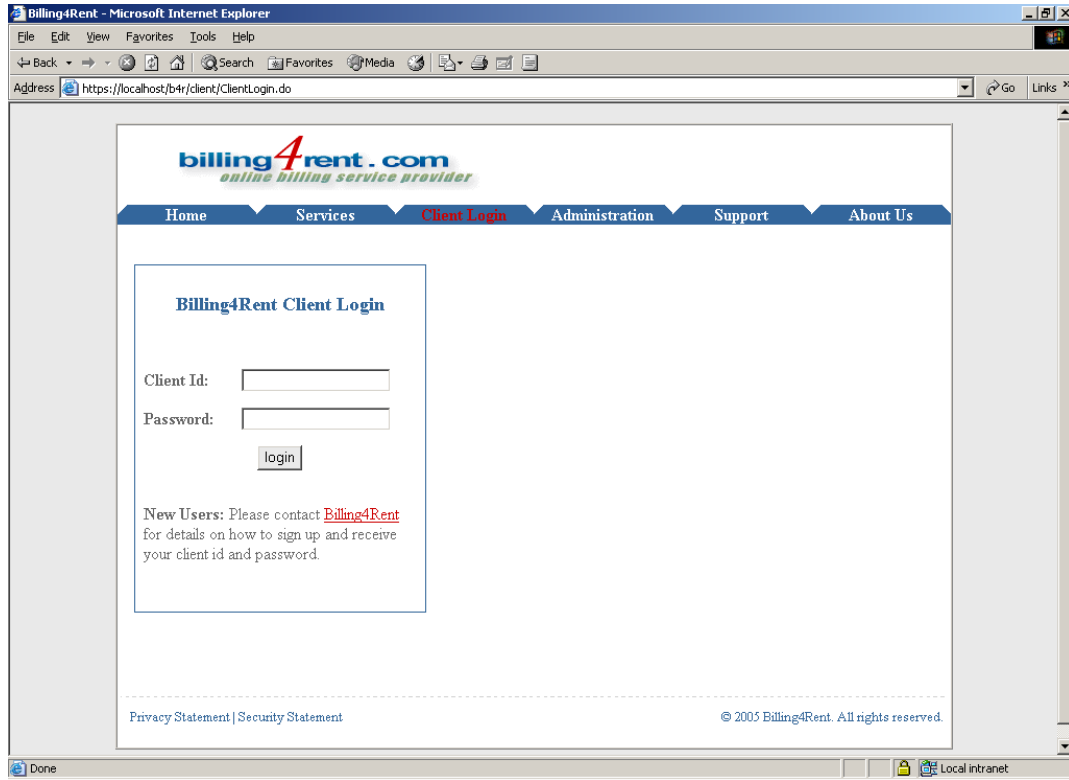 Billing4Rent - Microsoft Internet Explorer
File Edit View Favorites Tools Help
Back Search Favorites Media
Address https://localhost/b4r/client/ClientLogin.do Go Links »
billing4rent.com
online billing service provider
Home Services Client Login Administration Support About Us
Billing4Rent Client Login
Client Id:
Password:
login
New Users: Please contact Billing4Rent
for details on how to sign up and receive
your client id and password.
Privacy Statement | Security Statement © 2005 Billing4Rent. All rights reserved.
Done Local intranet